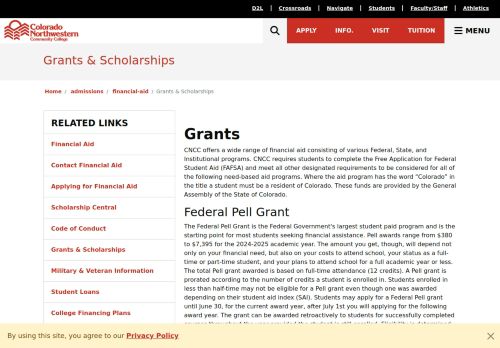 D2L | Crossroads | Navigate | Students | Faculty/Staff | Athletics
Colorado
Northwestern
Community College
APPLY INFO. VISIT TUITION MENU
Grants & Scholarships
Home / admissions / financial-aid / Grants & Scholarships
RELATED LINKS
Financial Aid
Contact Financial Aid
Applying for Financial Aid
Scholarship Central
Code of Conduct
Grants & Scholarships
Military & Veteran Information
Student Loans
College Financing Plans
Grants
CNCC offers a wide range of financial aid consisting of various Federal, State, and
Institutional programs. CNCC requires students to complete the Free Application for Federal
Student Aid (FAFSA) and meet all other designated requirements to be considered for all of
the following need-based aid programs. Where the aid program has the word "Colorado" in
the title a student must be a resident of Colorado. These funds are provided by the General
Assembly of the State of Colorado.
Federal Pell Grant
The Federal Pell Grant is the Federal Government's largest student paid program and is the
starting point for most students seeking financial assistance. Pell awards range from $380
to $7,395 for the 2024-2025 academic year. The amount you get, though, will depend not
only on your financial need, but also on your costs to attend school, your status as a full-
time or part-time student, and your plans to attend school for a full academic year or less.
The total Pell grant awarded is based on full-time attendance (12 credits). A Pell grant is
prorated according to the number of credits a student is enrolled in. Students enrolled in
less than half-time may not be eligible for a Pell grant even though one was awarded
depending on their student aid index (SAI). Students may apply for a Federal Pell grant
until June 30, for the current award year, after July 1st you will applying for the following
award year. The grant can be awarded retroactively to students for successfully completed
By using this site, you agree to our Privacy Policy